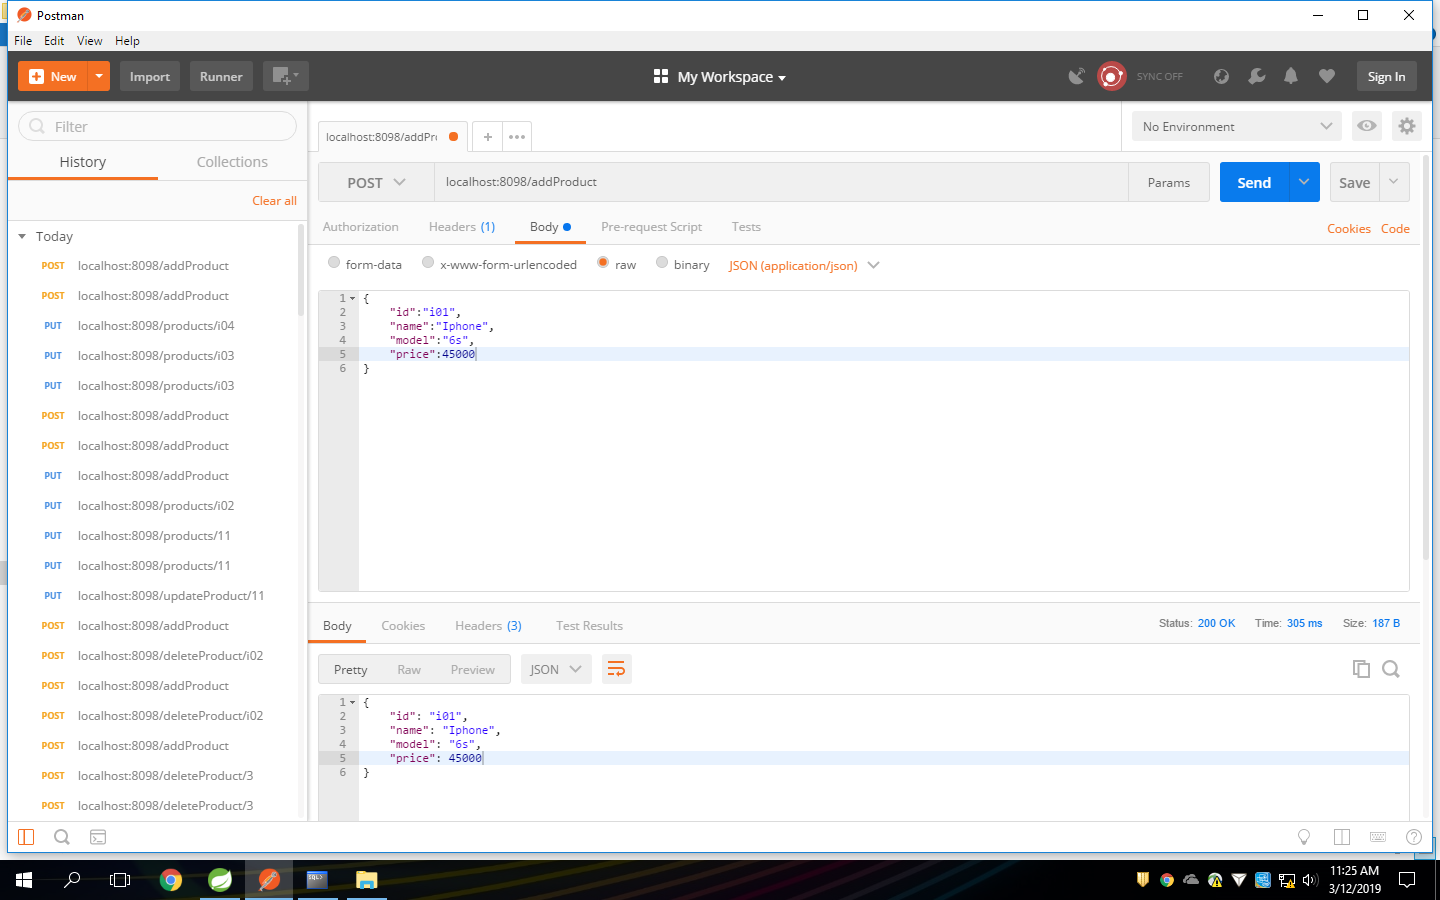 Postman
File Edit View Help
New Import Runner My Workspace SYNC OFF Sign In
Filter
History Collections
Clear all
Today
POST localhost:8098/addProduct
POST localhost:8098/addProduct
PUT localhost:8098/products/i04
PUT localhost:8098/products/i03
PUT localhost:8098/products/i03
POST localhost:8098/addProduct
POST localhost:8098/addProduct
PUT localhost:8098/addProduct
PUT localhost:8098/products/i02
PUT localhost:8098/products/11
PUT localhost:8098/products/11
PUT localhost:8098/updateProduct/11
POST localhost:8098/addProduct
POST localhost:8098/deleteProduct/i02
POST localhost:8098/addProduct
POST localhost:8098/deleteProduct/i02
POST localhost:8098/addProduct
POST localhost:8098/deleteProduct/3
POST localhost:8098/deleteProduct/3
localhost:8098/addPr
No Environment
POST localhost:8098/addProduct Params Send Save
Authorization Headers (1) Body Pre-request Script Tests Cookies Code
form-data x-www-form-urlencoded raw binary JSON (application/json)
1 {
2 "id":"i01",
3 "name":"Iphone",
4 "model":"6s",
5 "price":45000
6 }
Body Cookies Headers (3) Test Results Status: 200 OK Time: 305 ms Size: 187 B
Pretty Raw Preview JSON
1 {
2 "id": "i01",
3 "name": "Iphone",
4 "model": "6s",
5 "price": 45000
6 }
SQL>
11:25 AM
3/12/2019